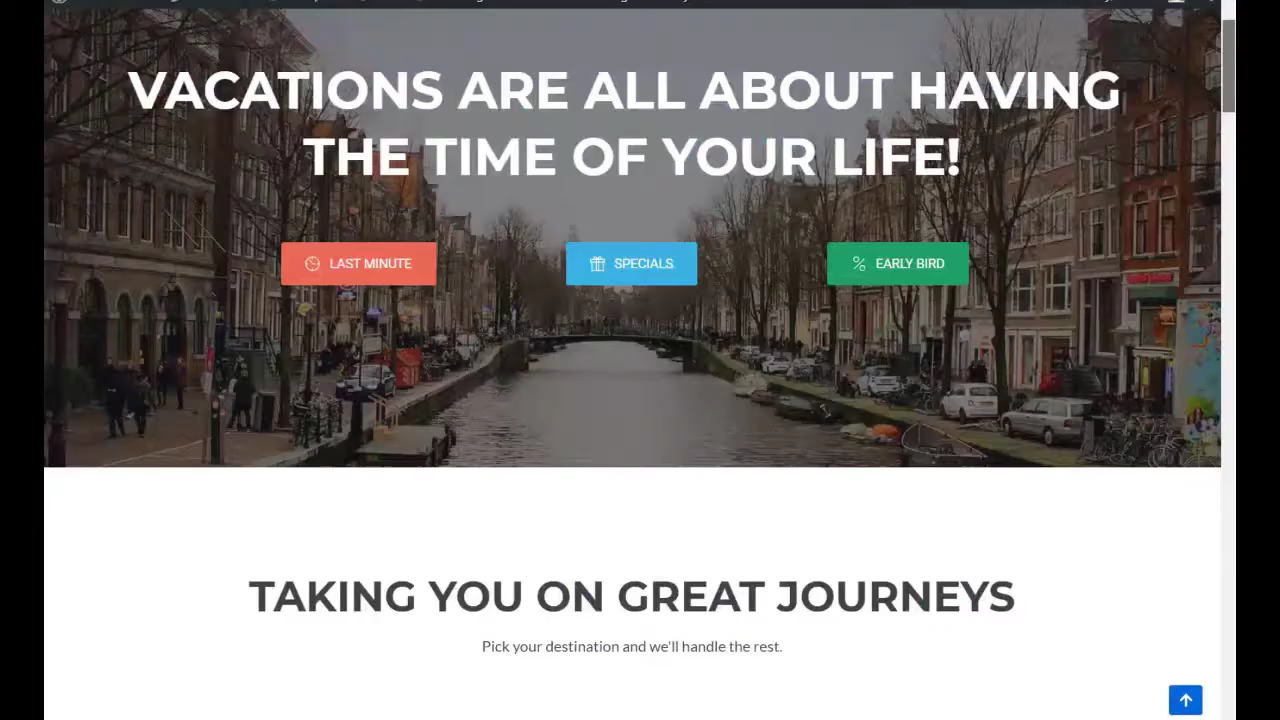 VACATIONS ARE ALL ABOUT HAVING
THE TIME OF YOUR LIFE!
LAST MINUTE
SPECIALS
EARLY BIRD
TAKING YOU ON GREAT JOURNEYS
Pick your destination and we'll handle the rest.